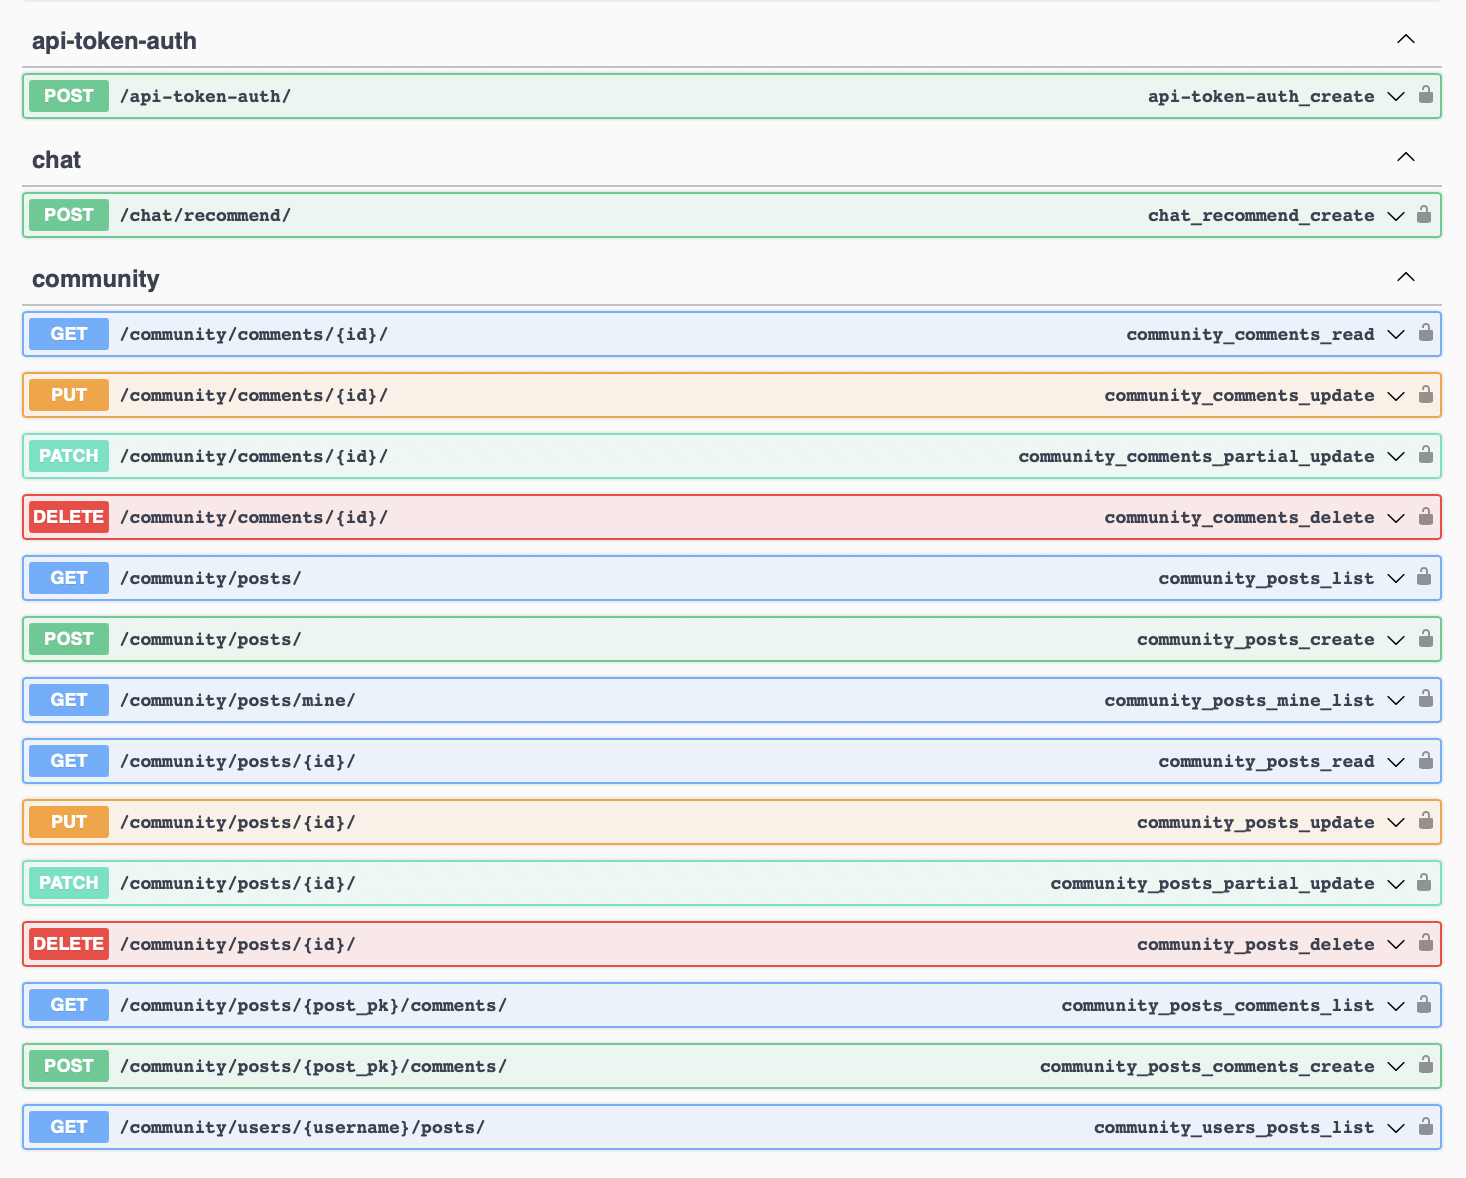 api-token-auth
POST /api-token-auth/ api-token-auth_create
chat
POST /chat/recommend/ chat_recommend_create
community
GET /community/comments/{id}/ community_comments_read
PUT /community/comments/{id}/ community_comments_update
PATCH /community/comments/{id}/ community_comments_partial_update
DELETE /community/comments/{id}/ community_comments_delete
GET /community/posts/ community_posts_list
POST /community/posts/ community_posts_create
GET /community/posts/mine/ community_posts_mine_list
GET /community/posts/{id}/ community_posts_read
PUT /community/posts/{id}/ community_posts_update
PATCH /community/posts/{id}/ community_posts_partial_update
DELETE /community/posts/{id}/ community_posts_delete
GET /community/posts/{post_pk}/comments/ community_posts_comments_list
POST /community/posts/{post_pk}/comments/ community_posts_comments_create
GET /community/users/{username}/posts/ community_users_posts_list